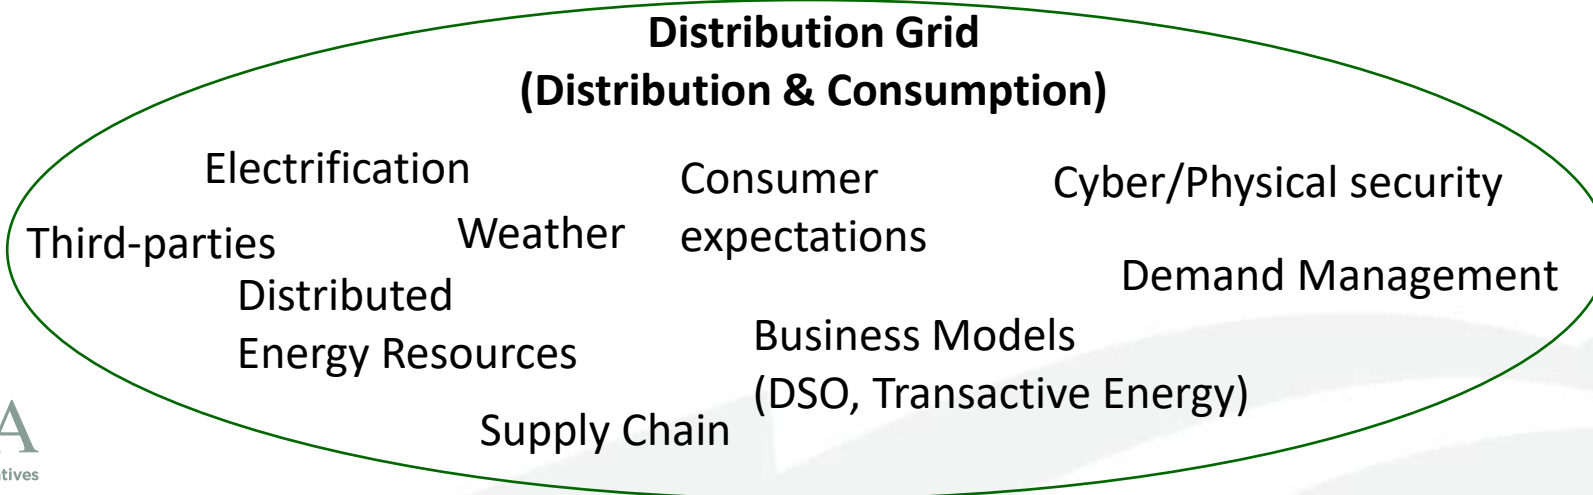 Distribution Grid
(Distribution & Consumption)
Electrification
Consumer
expectations
Cyber/Physical security
Third-parties
Weather
Demand Management
Distributed
Energy Resources
Business Models
(DSO, Transactive Energy)
Supply Chain
A
atives